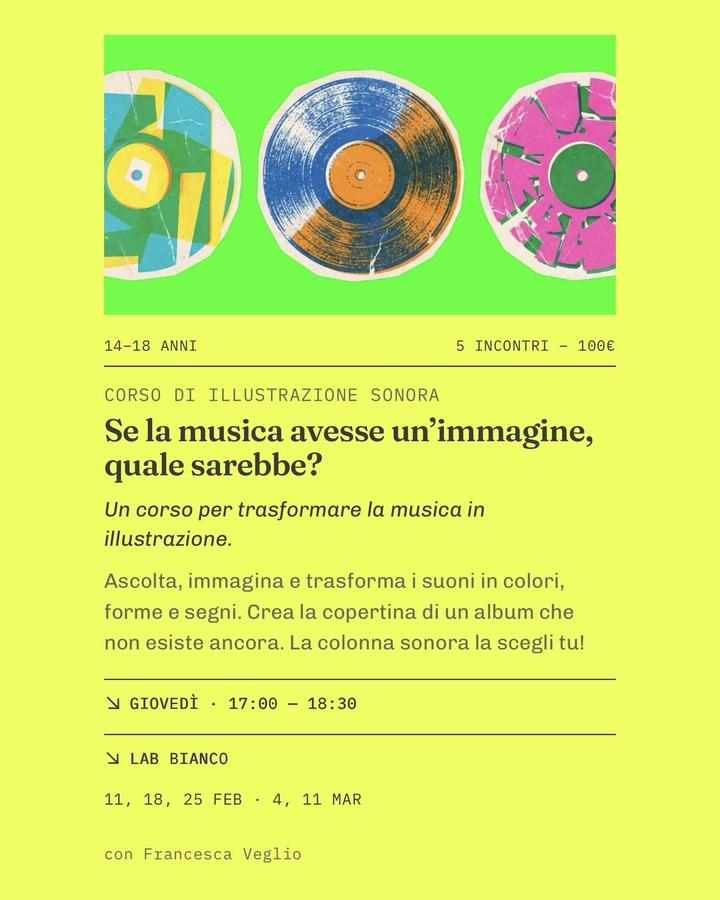 14–18 ANNI
5 INCONTRI – 100€
CORSO DI ILLUSTRAZIONE SONORA
Se la musica avesse un’immagine,
quale sarebbe?
Un corso per trasformare la musica in
illustrazione.
Ascolta, immagina e trasforma i suoni in colori,
forme e segni. Crea la copertina di un album che
non esiste ancora. La colonna sonora la scegli tu!
↘ GIOVEDÌ · 17:00 – 18:30
↘ LAB BIANCO
11, 18, 25 FEB · 4, 11 MAR
con Francesca Veglio